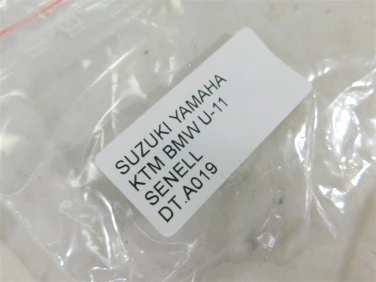 SUZUKI YAMAHA
KTM BMW U-11
SENELL
DT.A019